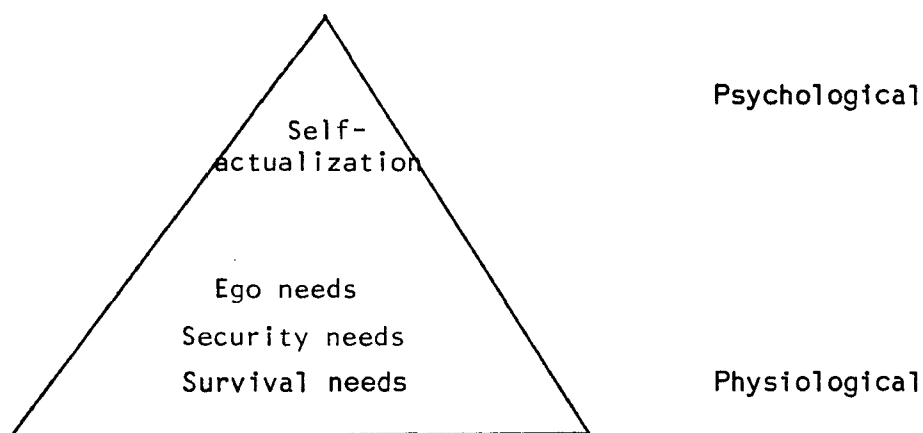 Psychological
Self-
actualization
Ego needs
Security needs
Survival needs Physiological